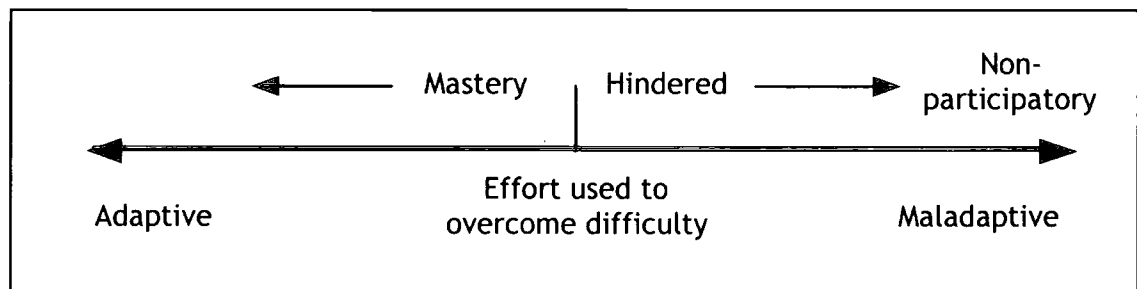 Mastery
Hindered
Non-
participatory
Effort used to
overcome difficulty
Adaptive
Maladaptive